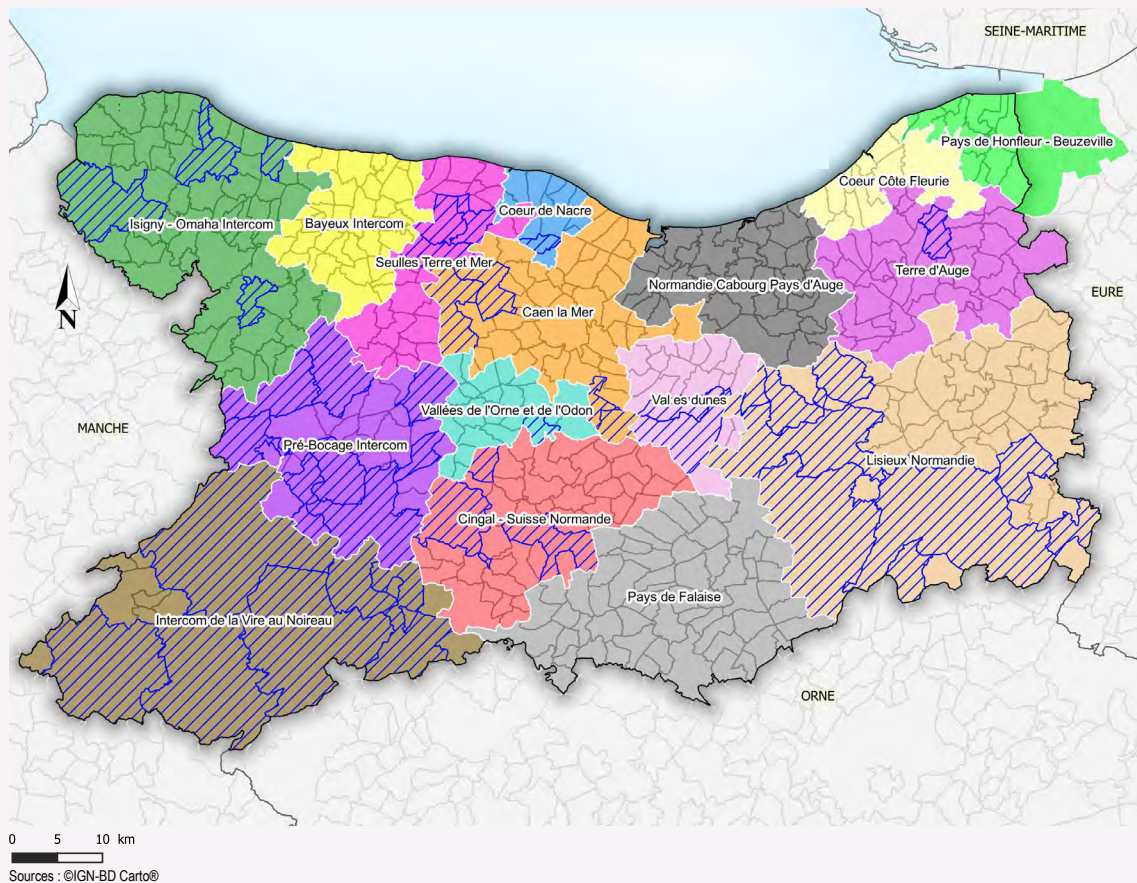 SEINE-MARITIME
Pays de Honfleur - Beuzeville
Coeur Côte Fleurie
Coeur de Nacre
Isigny - Omaha Intercom
Bayeux Intercom
Seulles Terre et Mer
Terre d'Auge
Normandie Cabourg Pays d'Auge
EURE
Caen la Mer
N
Val es dunes
Vallées de l'Orne et de l'Odon
MANCHE
Pré-Bocage Intercom
Lisieux Normandie
Cingal - Suisse Normande
Pays de Falaise
Intercom de la Vire au Noireau
ORNE
0 5 10 km
Sources : ©IGN-BD Carto®